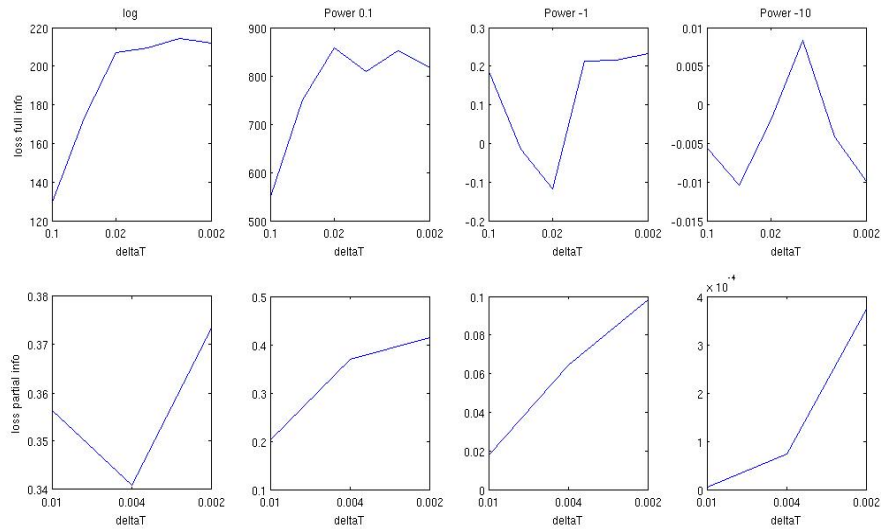 log Power 0.1 Power -1 Power -10
loss full info
220 200 180 160 140 120
0.1 0.02 0.002
deltaT
900 800 700 600 500
0.1 0.02 0.002
deltaT
0.3 0.2 0.1 0 -0.1 -0.2
0.1 0.02 0.002
deltaT
0.01 0.005 0 -0.005 -0.01 -0.015
0.1 0.02 0.002
deltaT
loss partial info
0.38 0.37 0.36 0.35 0.34
0.01 0.004 0.002
deltaT
0.5 0.4 0.3 0.2 0.1
0.01 0.004 0.002
deltaT
0.1 0.08 0.06 0.04 0.02 0
0.01 0.004 0.002
deltaT
× 10⁻⁴
4 3 2 1 0
0.01 0.004 0.002
deltaT